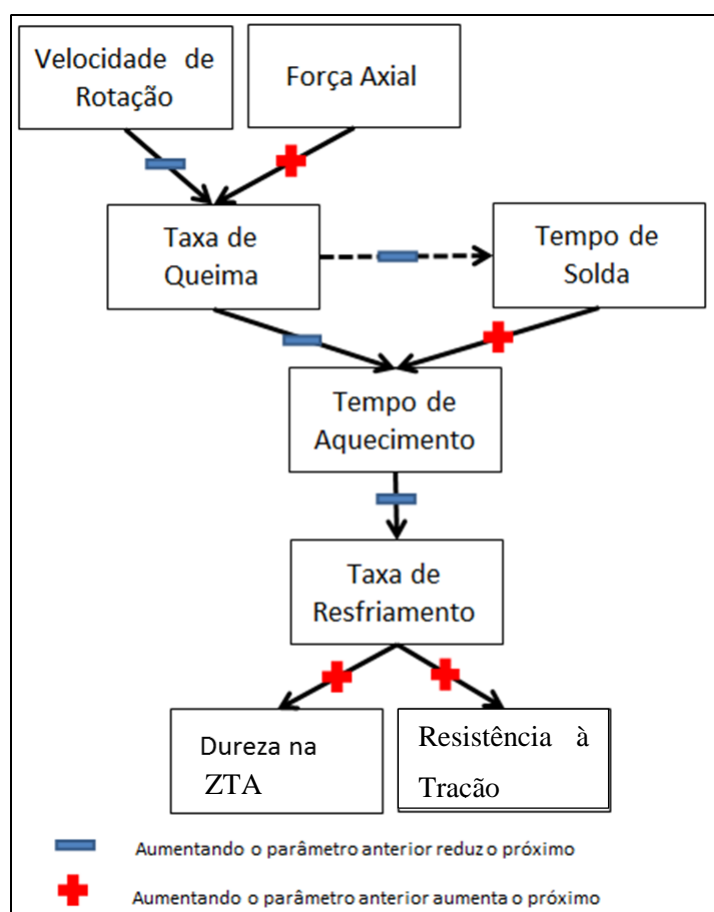 Velocidade de
Rotação
Força Axial
Taxa de
Queima
Tempo de
Solda
Tempo de
Aquecimento
Taxa de
Resfriamento
Dureza na
ZTA
Resistência à
Tracão
Aumentando o parâmetro anterior reduz o próximo
Aumentando o parâmetro anterior aumenta o próximo